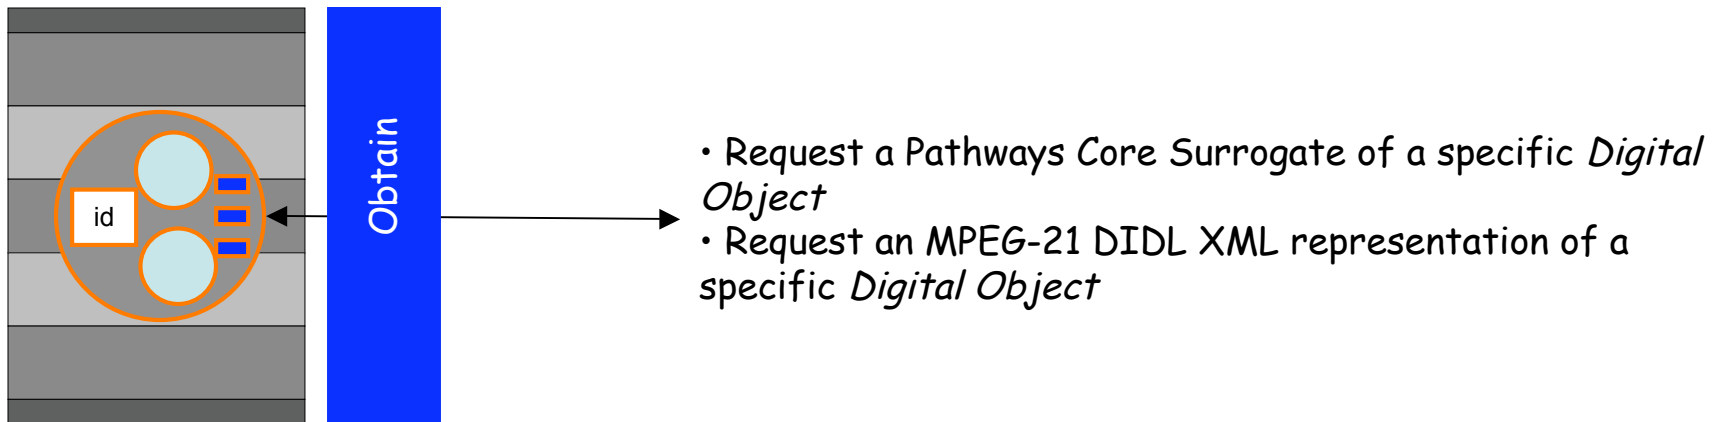 id
Obtain
• Request a Pathways Core Surrogate of a specific Digital
Object
• Request an MPEG-21 DIDL XML representation of a
specific Digital Object